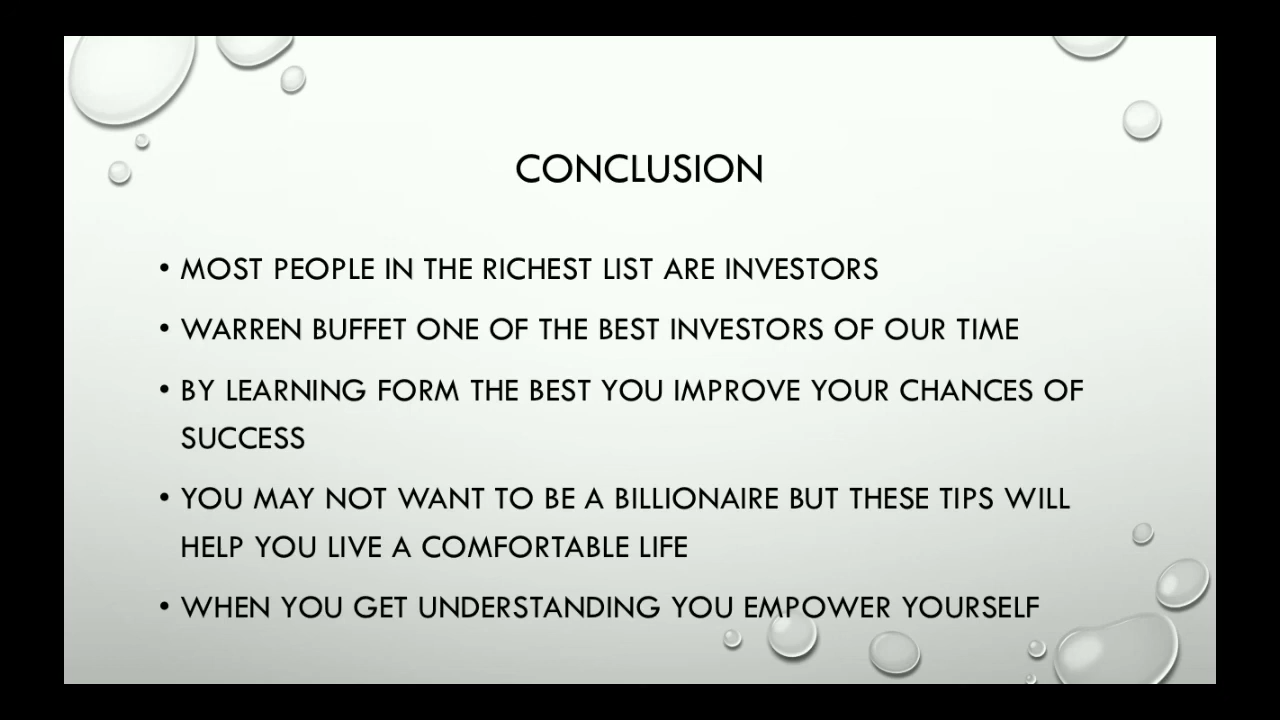 CONCLUSION
• MOST PEOPLE IN THE RICHEST LIST ARE INVESTORS
• WARREN BUFFET ONE OF THE BEST INVESTORS OF OUR TIME
• BY LEARNING FORM THE BEST YOU IMPROVE YOUR CHANCES OF
SUCCESS
• YOU MAY NOT WANT TO BE A BILLIONAIRE BUT THESE TIPS WILL
HELP YOU LIVE A COMFORTABLE LIFE
• WHEN YOU GET UNDERSTANDING YOU EMPOWER YOURSELF